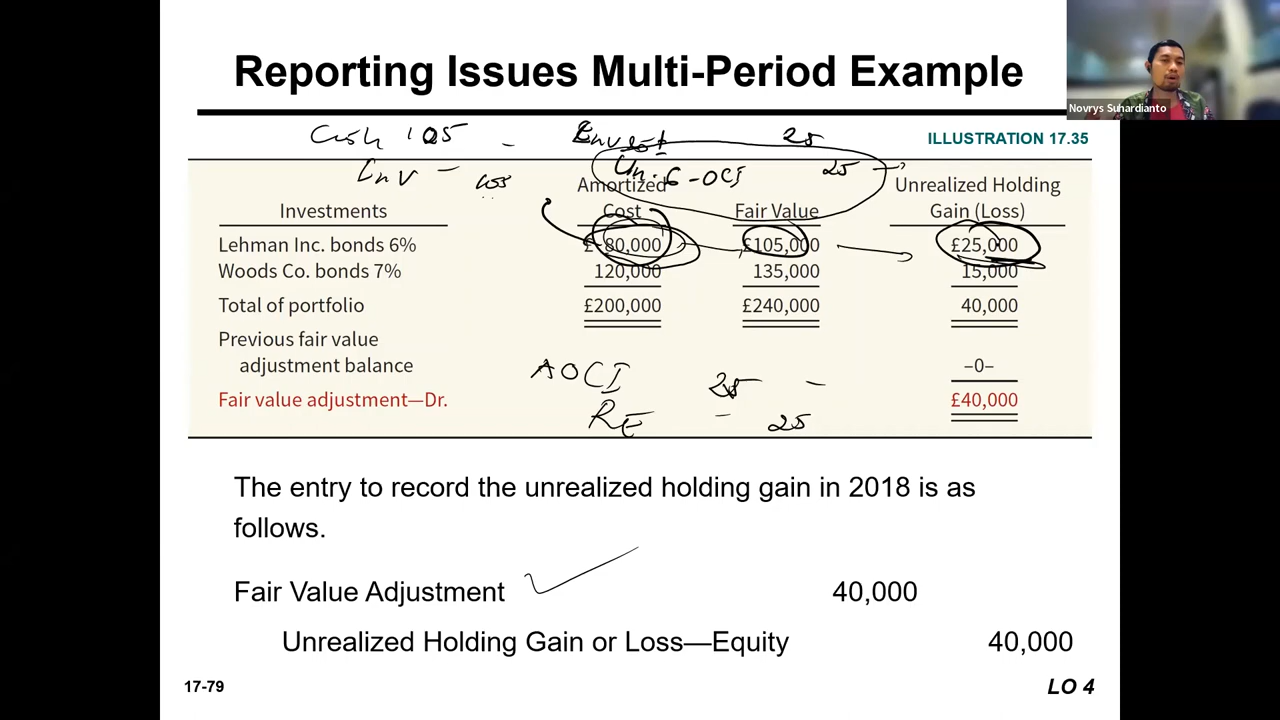 Reporting Issues Multi-Period Example
Novrys Suhardianto
Cash 105 - Invest 25
ILLUSTRATION 17.35
Inv - 105 Un. G - OCI 25
Amortized Unrealized Holding
Investments Cost Fair Value Gain (Loss)
Lehman Inc. bonds 6% £ 80,000 £105,000 £25,000
Woods Co. bonds 7% 120,000 135,000 15,000
Total of portfolio £200,000 £240,000 40,000
Previous fair value
adjustment balance –0–
AOCI 25 -
Fair value adjustment—Dr. £40,000
RE - 25
The entry to record the unrealized holding gain in 2018 is as
follows.
Fair Value Adjustment 40,000
Unrealized Holding Gain or Loss—Equity 40,000
17-79 LO 4